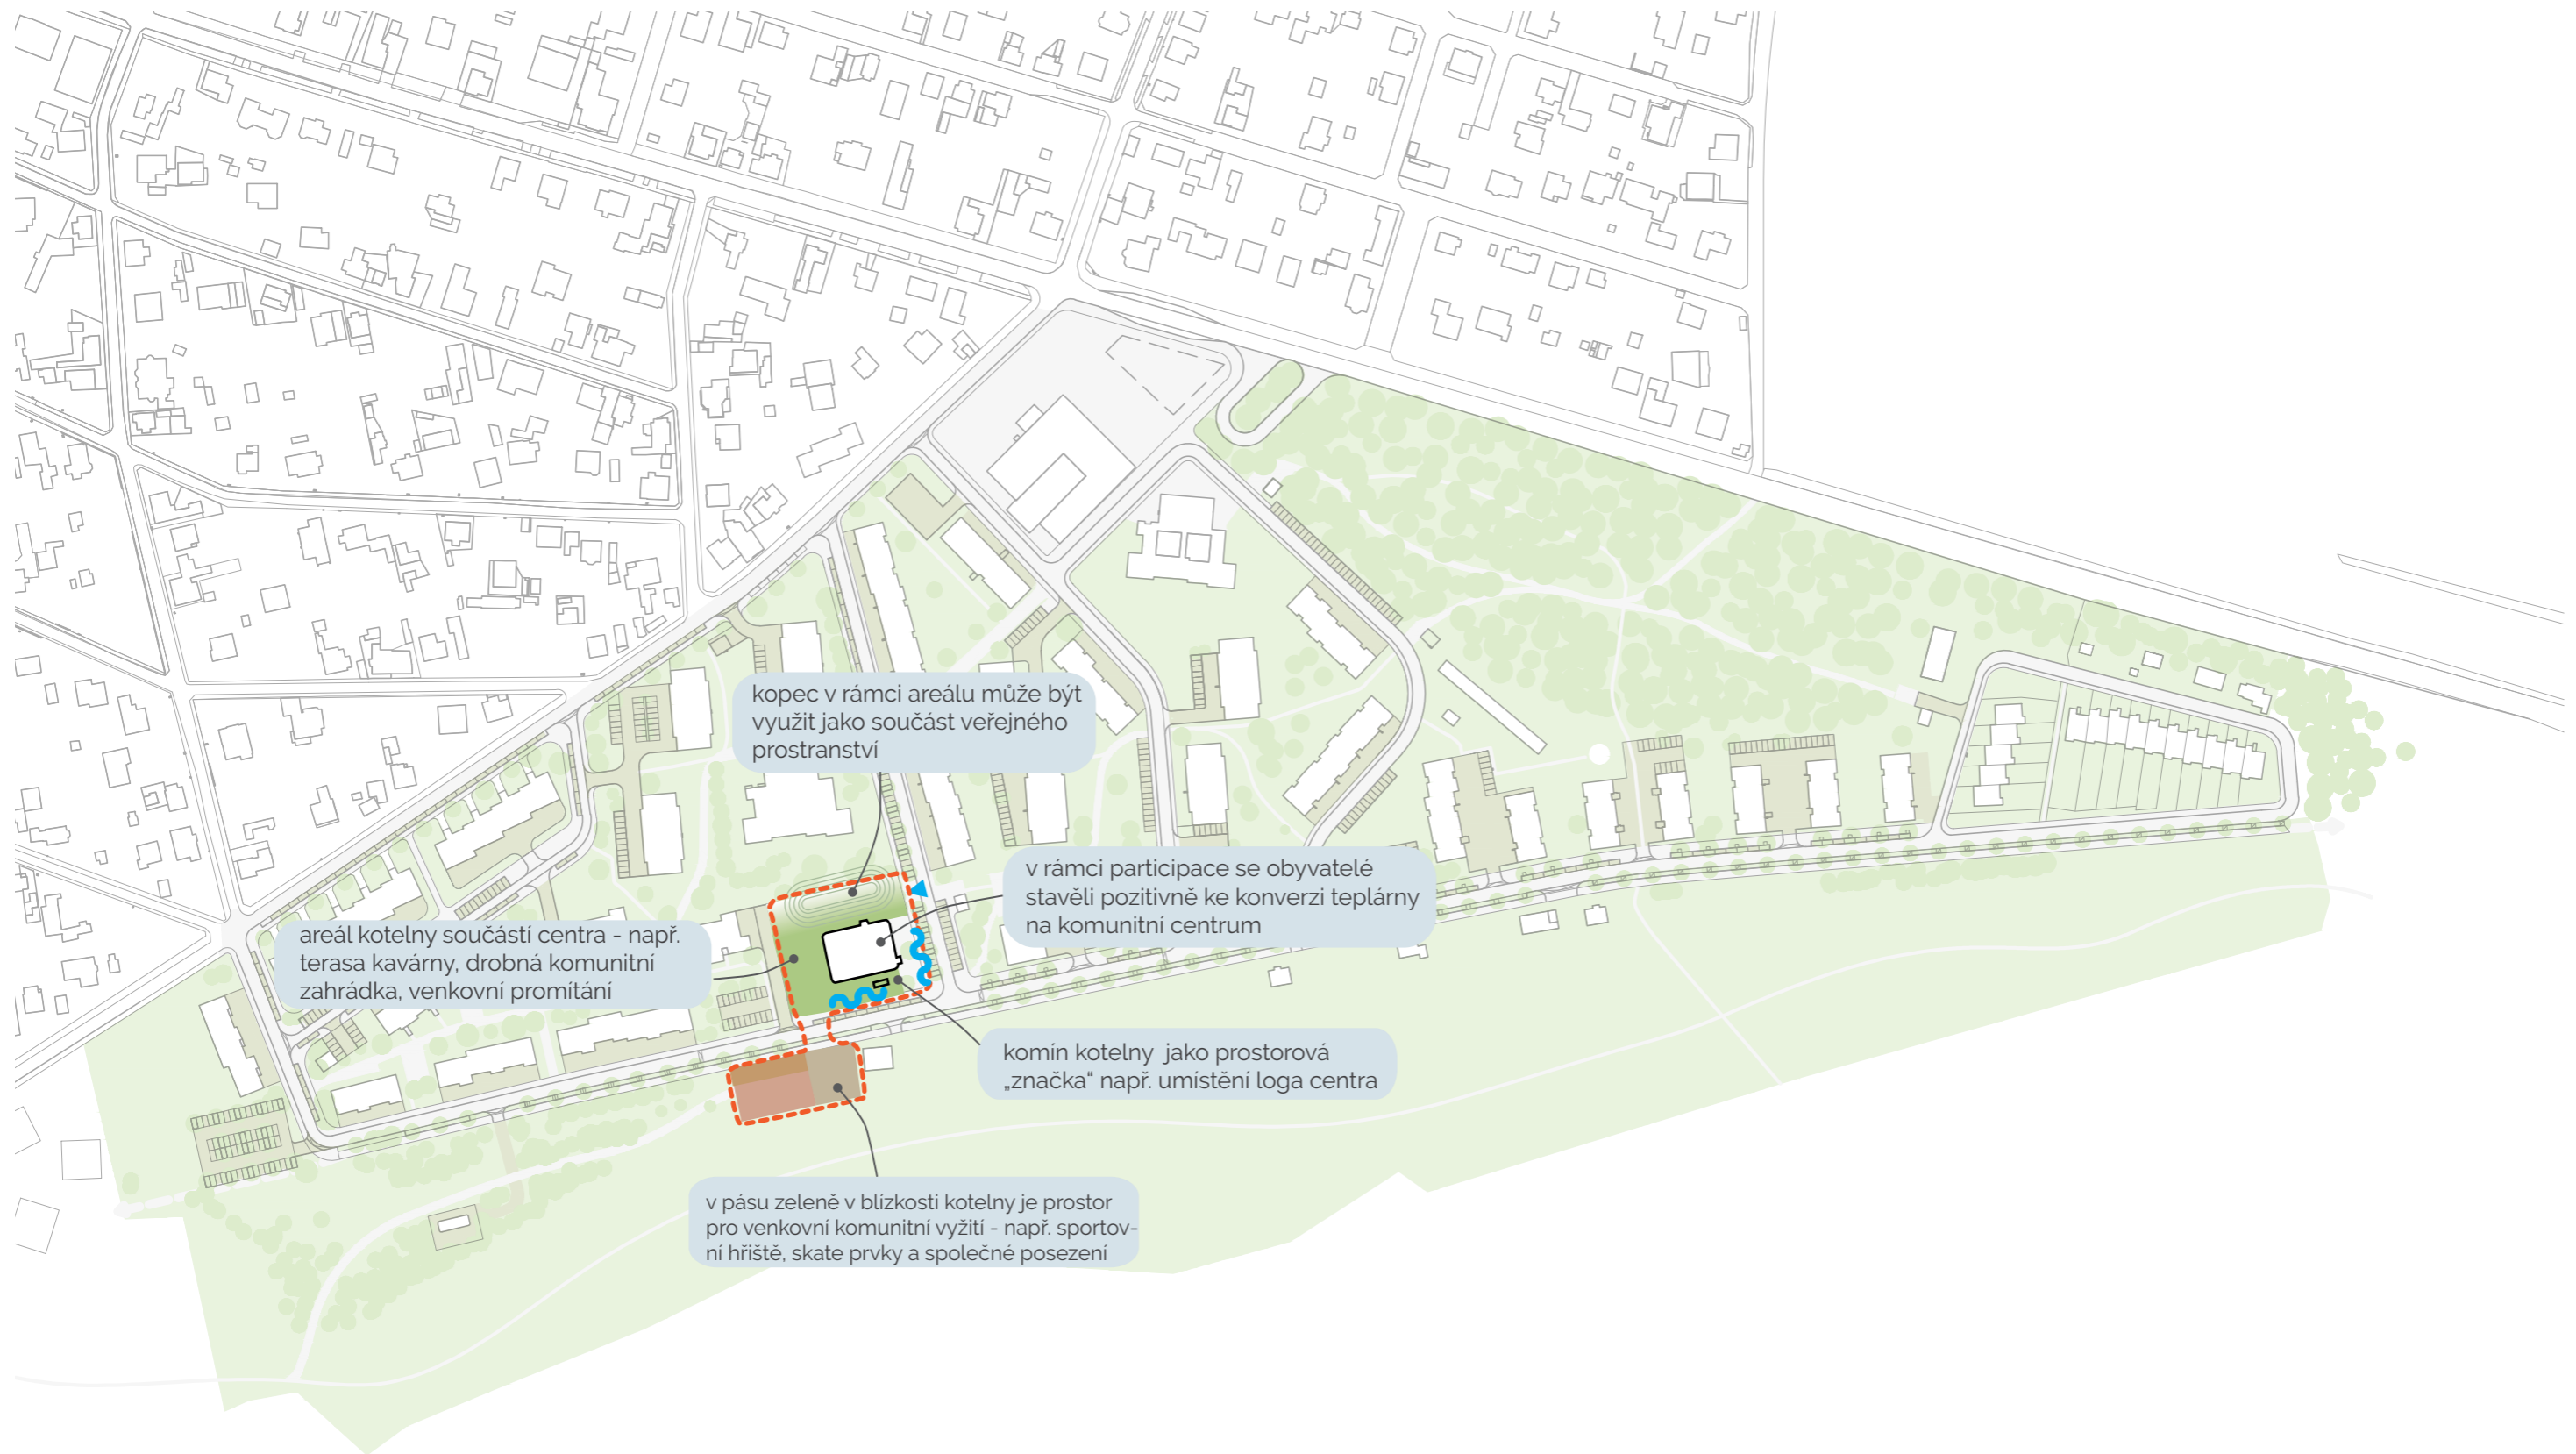 kopec v rámci areálu může být
využit jako součást veřejného
prostranství
v rámci participace se obyvatelé
stavěli pozitivně ke konverzi teplárny
na komunitní centrum
areál kotelny součástí centra - např.
terasa kavárny, drobná komunitní
zahrádka, venkovní promítání
komín kotelny jako prostorová
„značka“ např. umístění loga centra
v pásu zeleně v blízkosti kotelny je prostor
pro venkovní komunitní vyžití - např. sportov-
ní hřiště, skate prvky a společné posezení